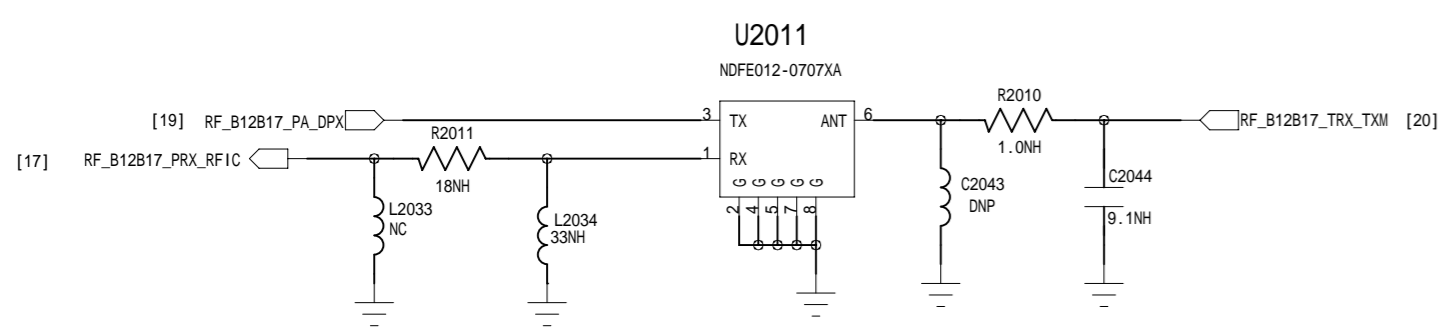 U2011
NDFE012-0707XA
[19] RF_B12B17_PA_DPX
3 TX
ANT 6
R2010
1.0NH
RF_B12B17_TRX_TXM [20]
[17] RF_B12B17_PRX_RFIC
R2011
18NH
1 RX
G G G G G
2 4 5 7 8
L2033
NC
L2034
33NH
C2043
DNP
C2044
9.1NH